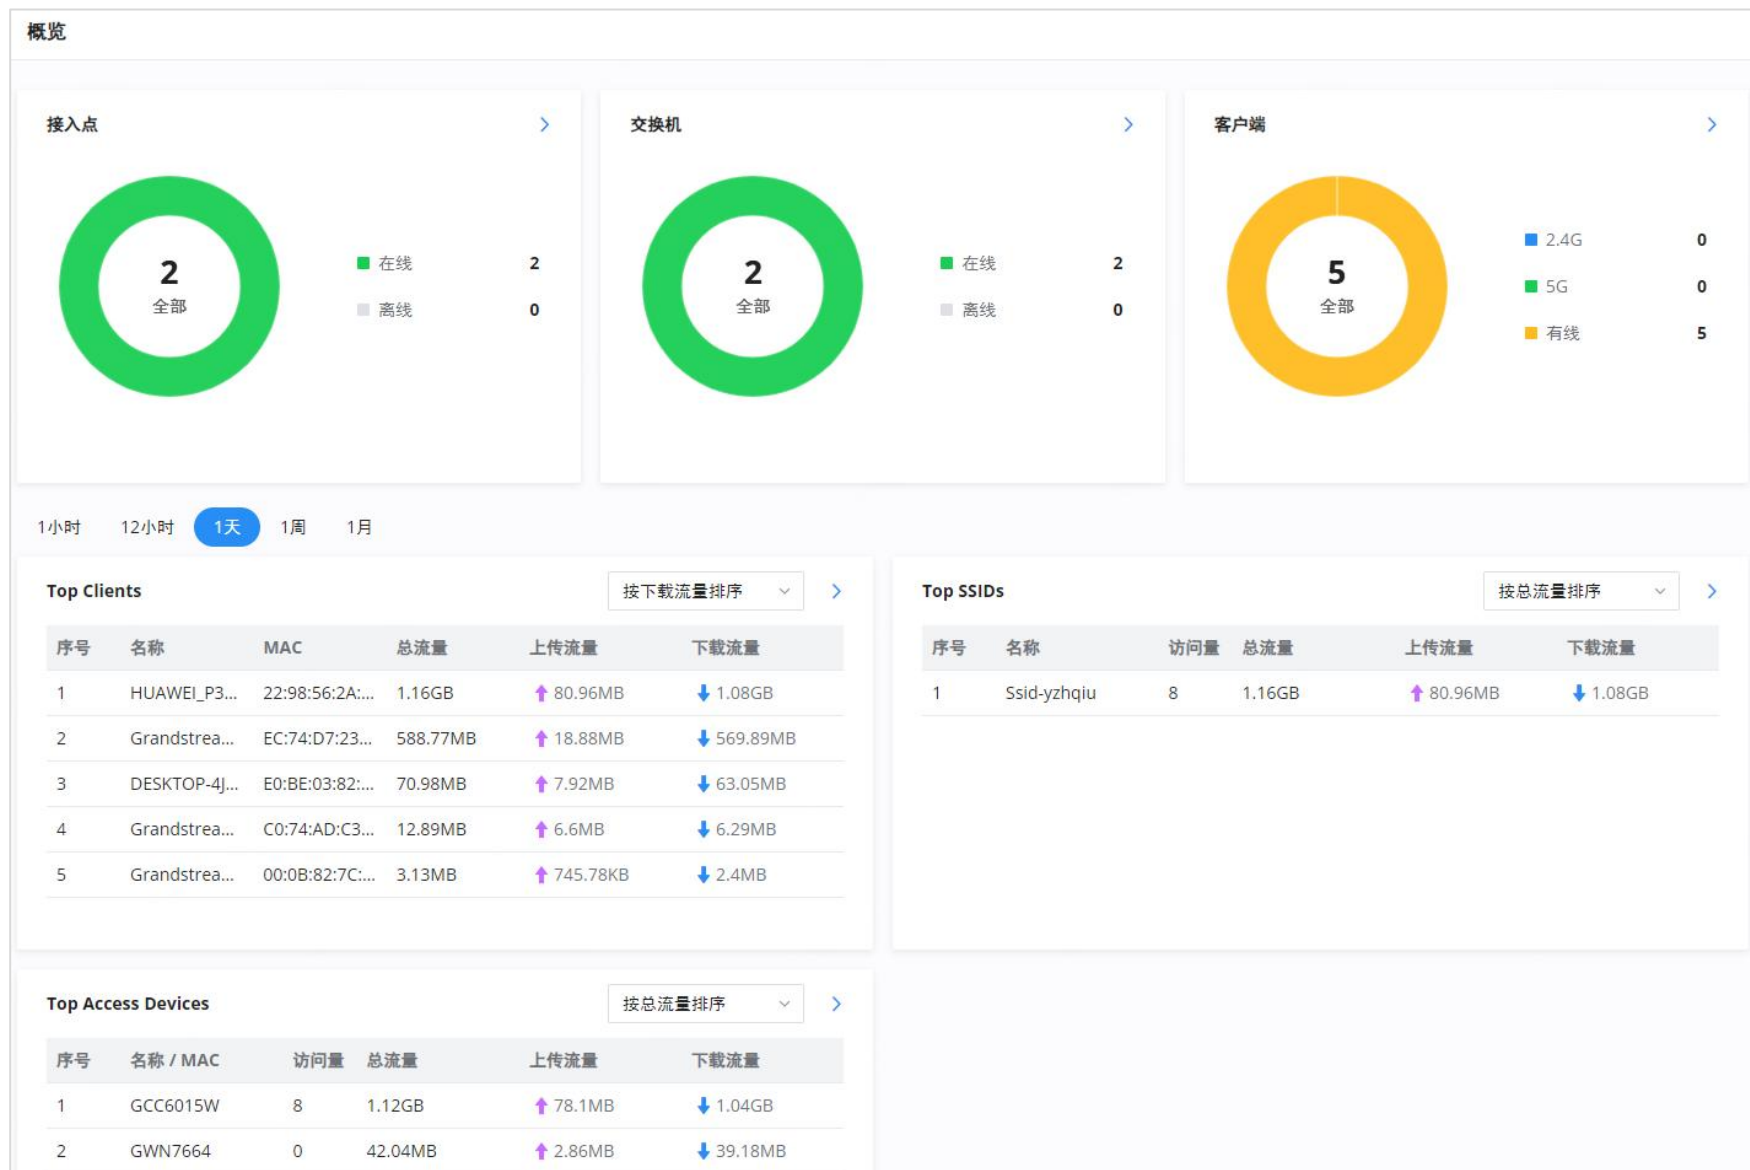 概览
接入点
2
全部
在线 2
离线 0
交换机
2
全部
在线 2
离线 0
客户端
5
全部
2.4G 0
5G 0
有线 5
1小时 12小时 1天 1周 1月
Top Clients 按下载流量排序
序号 名称 MAC 总流量 上传流量 下载流量
1 HUAWEI_P3... 22:98:56:2A:... 1.16GB 80.96MB 1.08GB
2 Grandstrea... EC:74:D7:23... 588.77MB 18.88MB 569.89MB
3 DESKTOP-4J... E0:BE:03:82:... 70.98MB 7.92MB 63.05MB
4 Grandstrea... C0:74:AD:C3... 12.89MB 6.6MB 6.29MB
5 Grandstrea... 00:0B:82:7C:... 3.13MB 745.78KB 2.4MB
Top SSIDs 按总流量排序
序号 名称 访问量 总流量 上传流量 下载流量
1 Ssid-yzhqiu 8 1.16GB 80.96MB 1.08GB
Top Access Devices 按总流量排序
序号 名称 / MAC 访问量 总流量 上传流量 下载流量
1 GCC6015W 8 1.12GB 78.1MB 1.04GB
2 GWN7664 0 42.04MB 2.86MB 39.18MB